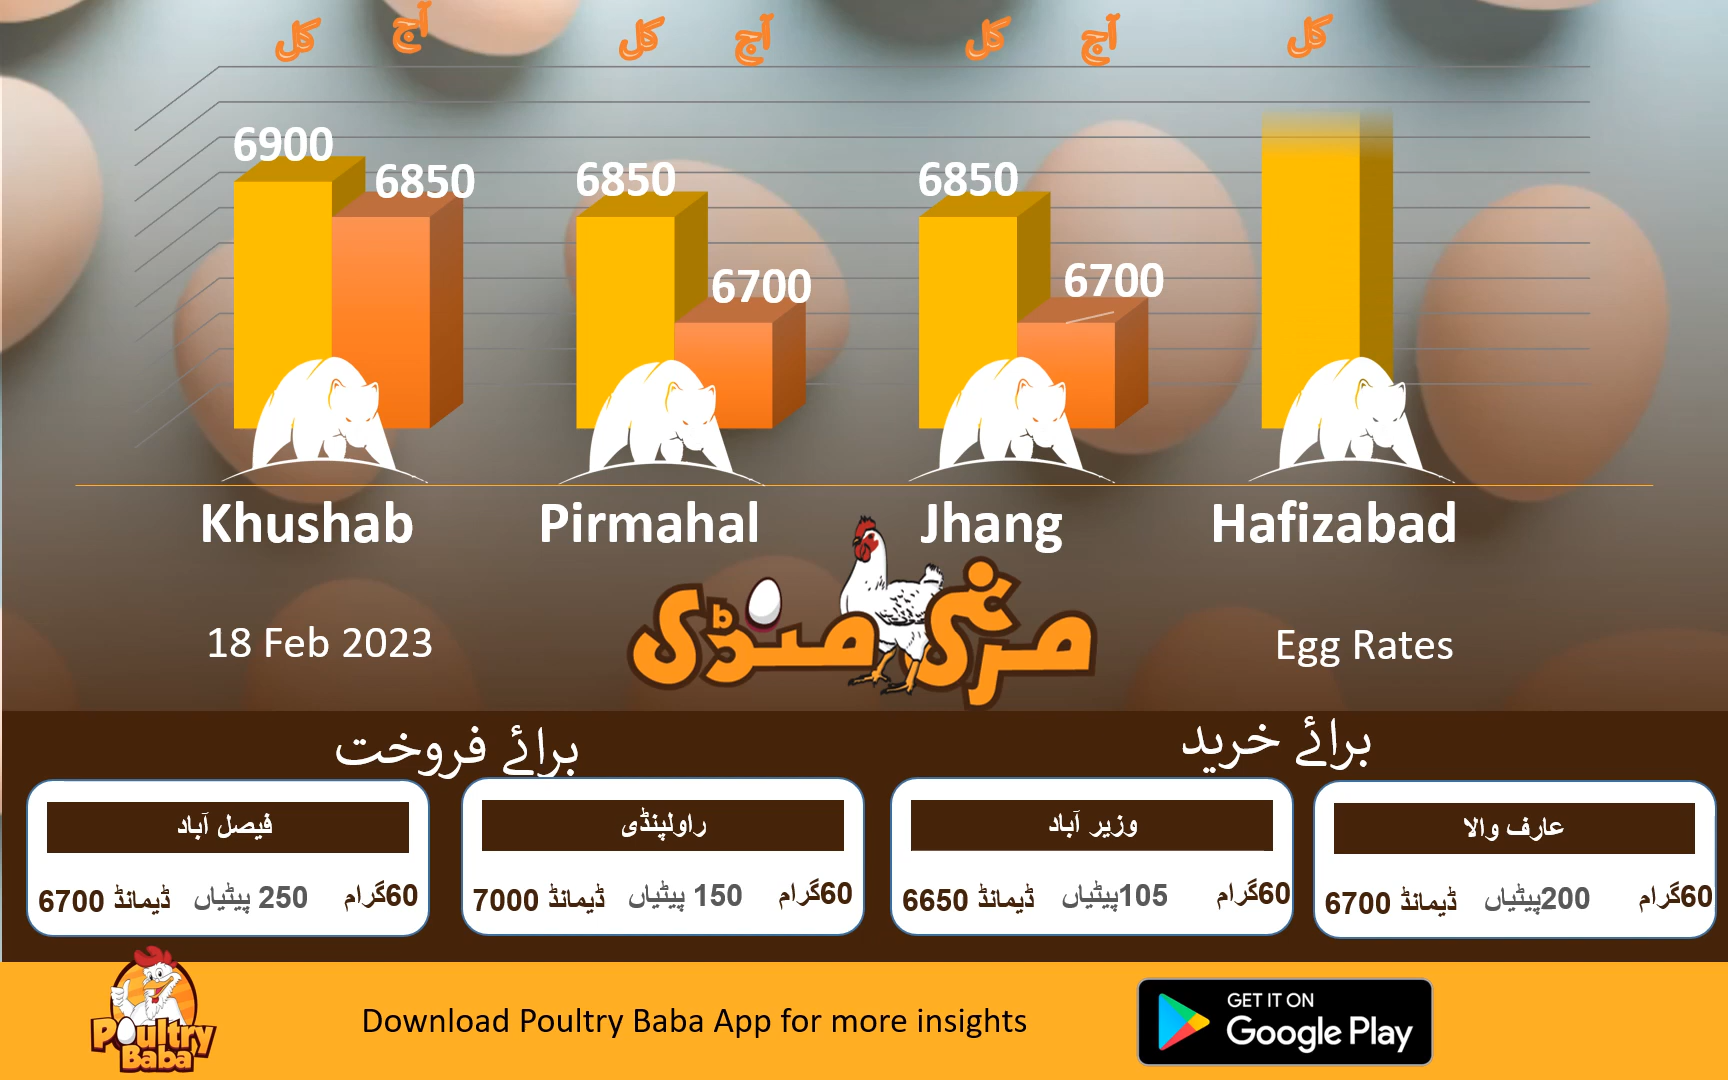 کل آج کل آج کل آج کل
6900 6850 6850 6700 6850 6700
Khushab Pirmahal Jhang Hafizabad
18 Feb 2023
مرغی منڈی
Egg Rates
برائے خرید
برائے فروخت
عارف والا
60گرام 200پیٹیاں ڈیمانڈ 6700
وزیر آباد
60گرام 105پیٹیاں ڈیمانڈ 6650
راولپنڈی
60گرام 150 پیٹیاں ڈیمانڈ 7000
فیصل آباد
60گرام 250 پیٹیاں ڈیمانڈ 6700
Poultry
Baba
Download Poultry Baba App for more insights
GET IT ON
Google Play